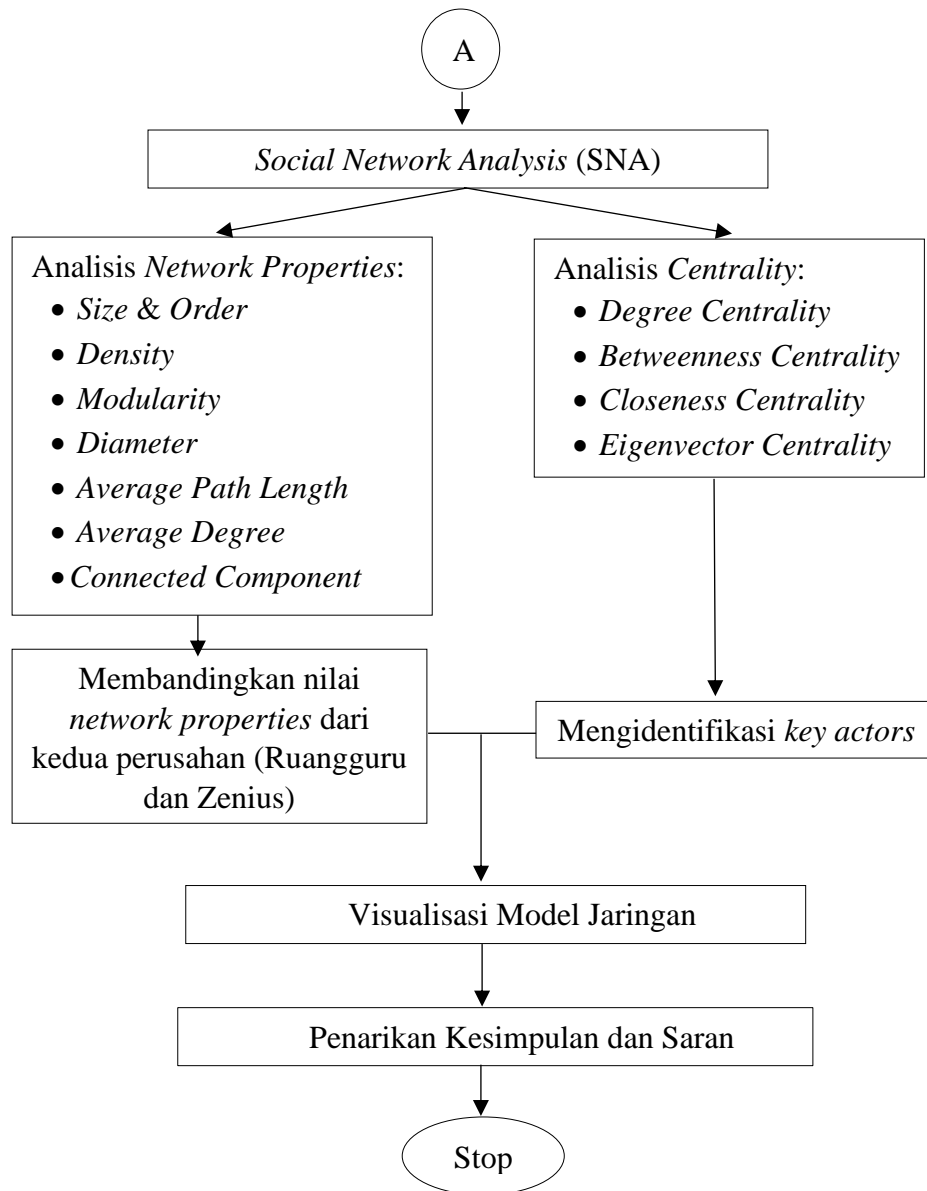 A
Social Network Analysis (SNA)
Analisis Network Properties:
• Size & Order
• Density
• Modularity
• Diameter
• Average Path Length
• Average Degree
• Connected Component
Analisis Centrality:
• Degree Centrality
• Betweenness Centrality
• Closeness Centrality
• Eigenvector Centrality
Membandingkan nilai
network properties dari
kedua perusahan (Ruangguru
dan Zenius)
Mengidentifikasi key actors
Visualisasi Model Jaringan
Penarikan Kesimpulan dan Saran
Stop